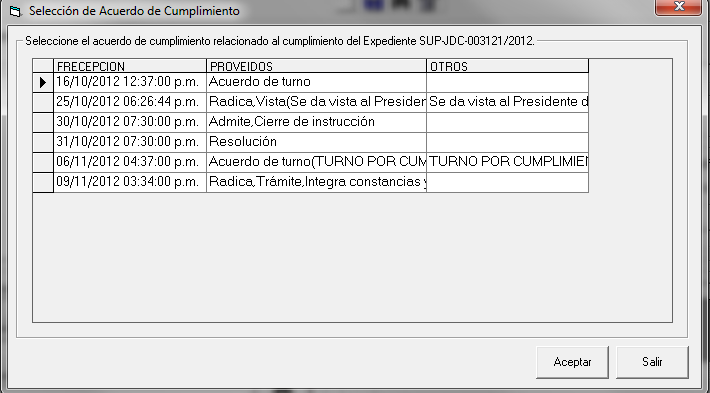 Selección de Acuerdo de Cumplimiento
Seleccione el acuerdo de cumplimiento relacionado al cumplimiento del Expediente SUP-JDC-003121/2012.
FRECEPCION PROVEIDOS OTROS
16/10/2012 12:37:00 p.m. Acuerdo de turno
25/10/2012 06:26:44 p.m. Radica,Vista(Se da vista al Presider Se da vista al Presidente d
30/10/2012 07:30:00 p.m. Admite,Cierre de instrucción
31/10/2012 07:30:00 p.m. Resolución
06/11/2012 04:37:00 p.m. Acuerdo de turno(TURNO POR CUM TURNO POR CUMPLIMIEN
09/11/2012 03:34:00 p.m. Radica,Trámite,Integra constancias y
Aceptar Salir